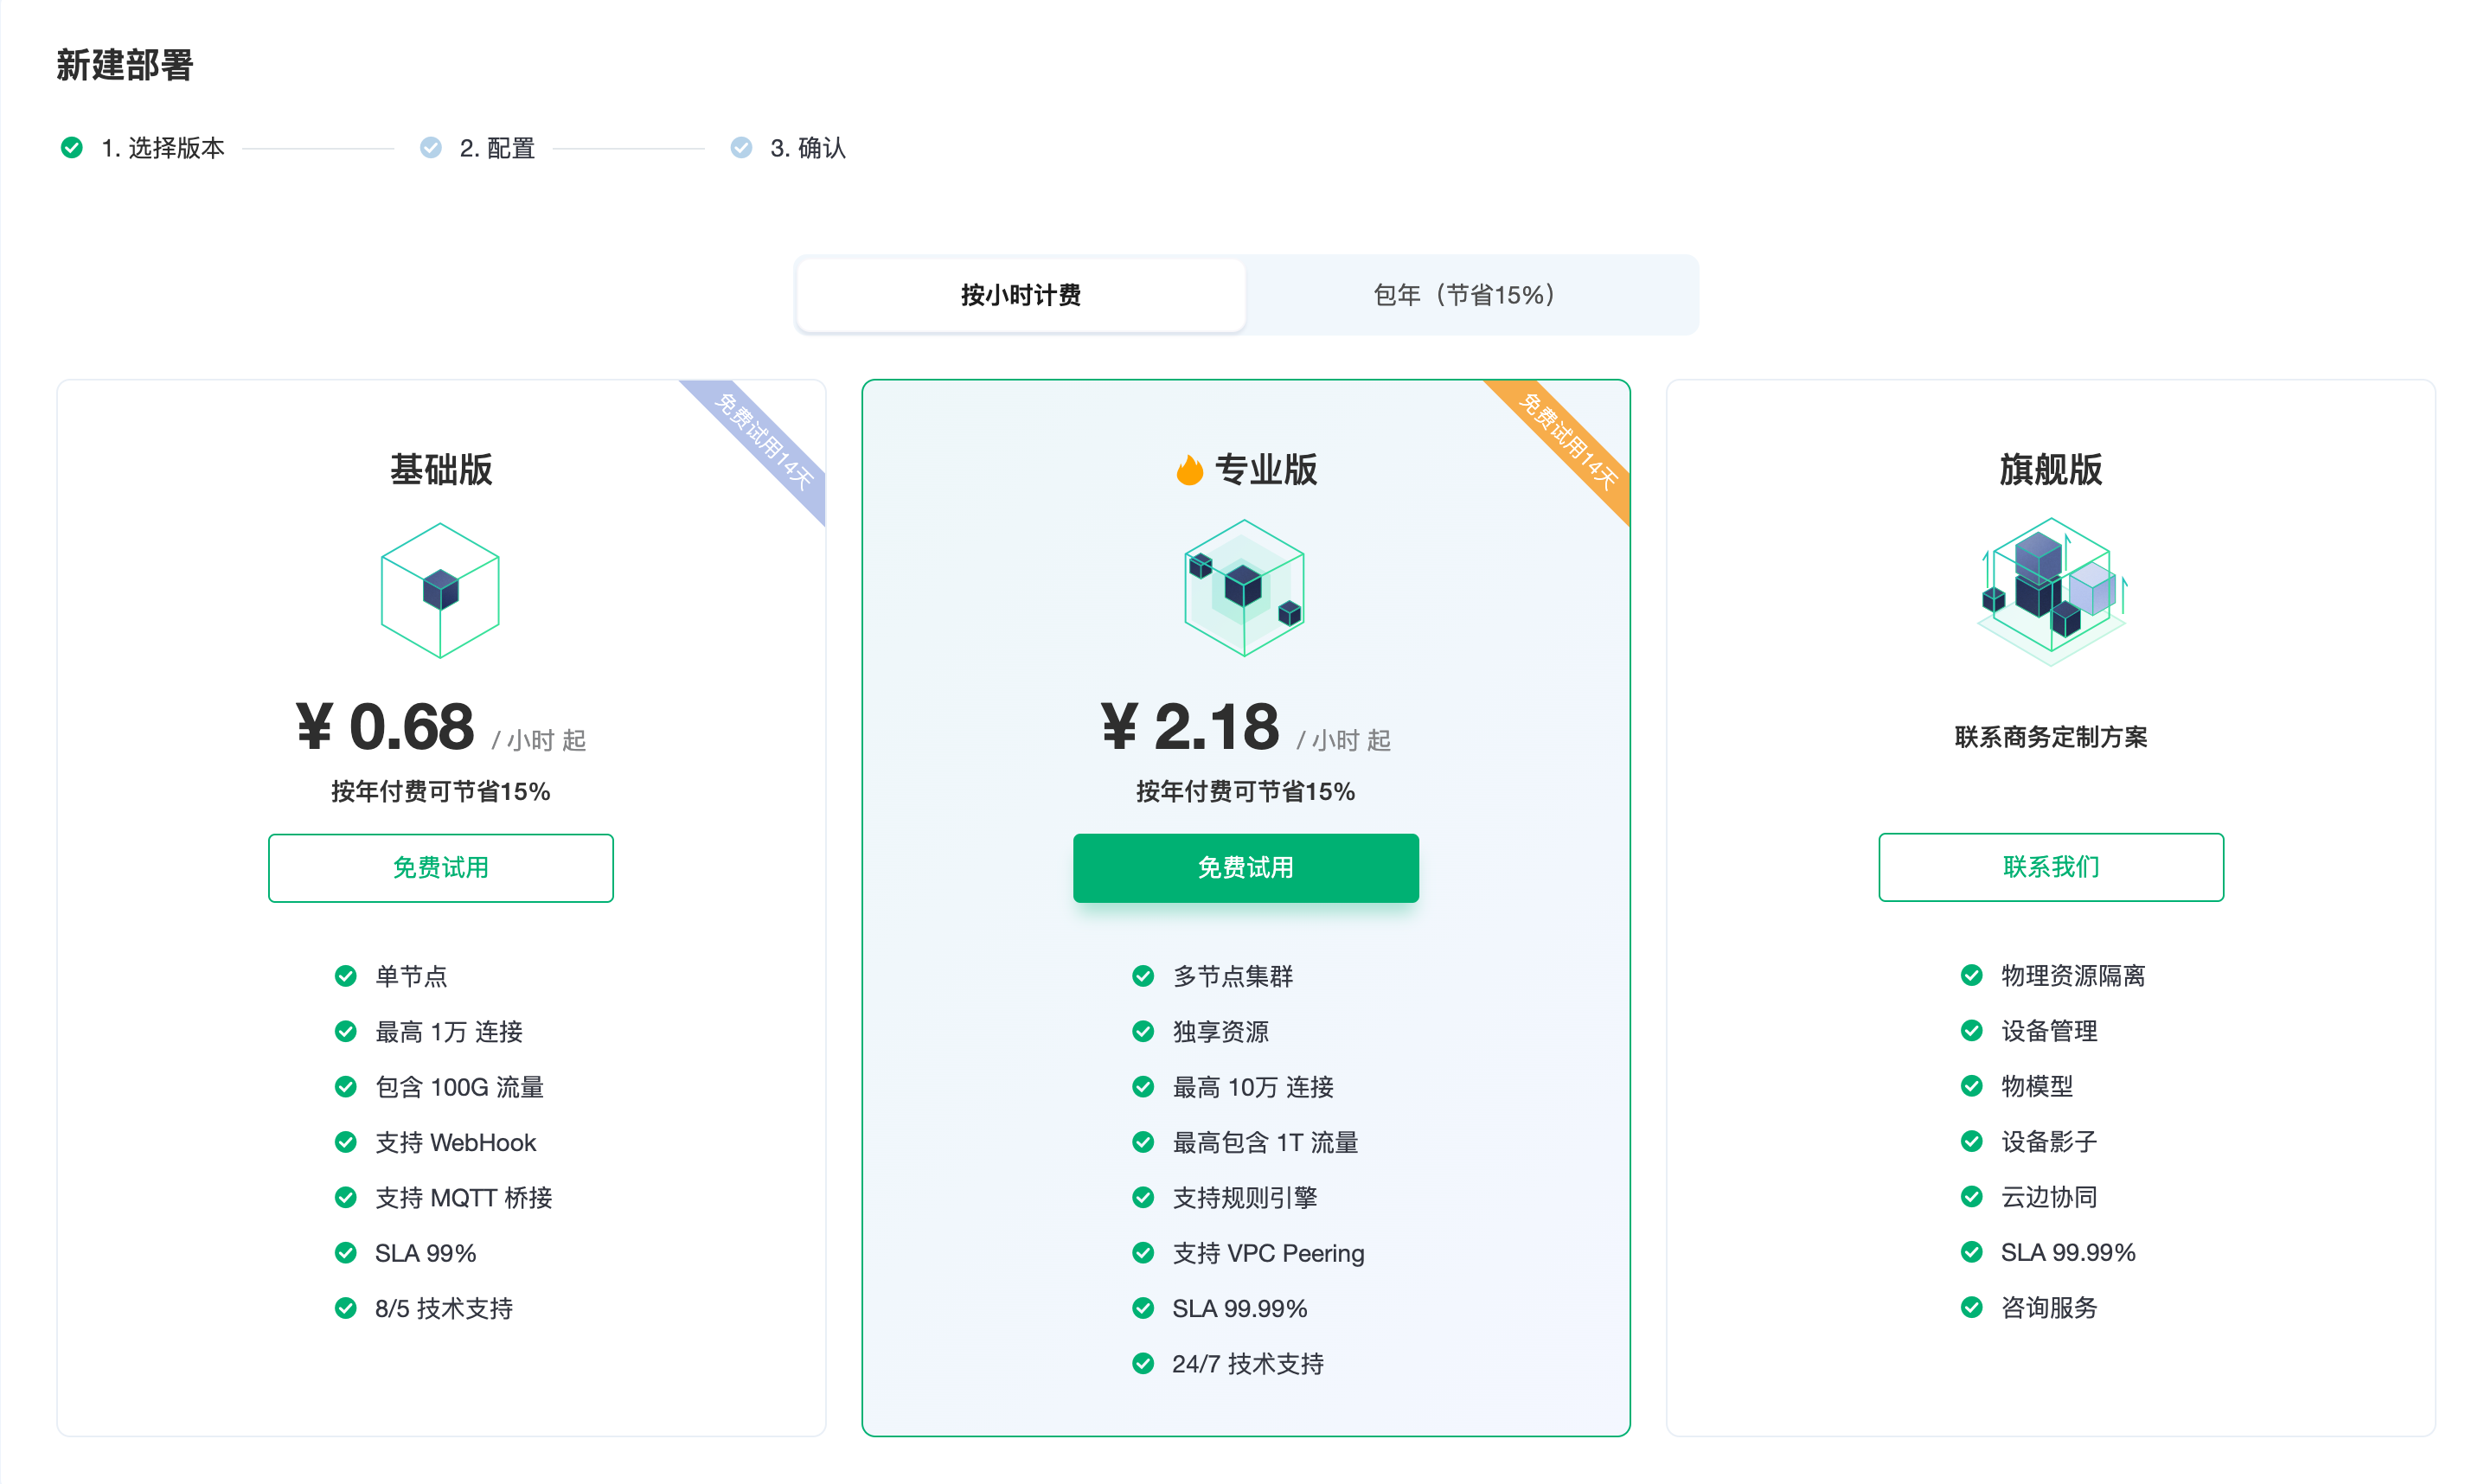 新建部署
1. 选择版本
2. 配置
3. 确认
按小时计费
包年（节省15%）
免费试用14天
基础版
¥ 0.68 / 小时 起
按年付费可节省15%
免费试用
单节点
最高 1万 连接
包含 100G 流量
支持 WebHook
支持 MQTT 桥接
SLA 99%
8/5 技术支持
免费试用14天
专业版
¥ 2.18 / 小时 起
按年付费可节省15%
免费试用
多节点集群
独享资源
最高 10万 连接
最高包含 1T 流量
支持规则引擎
支持 VPC Peering
SLA 99.99%
24/7 技术支持
旗舰版
联系商务定制方案
联系我们
物理资源隔离
设备管理
物模型
设备影子
云边协同
SLA 99.99%
咨询服务